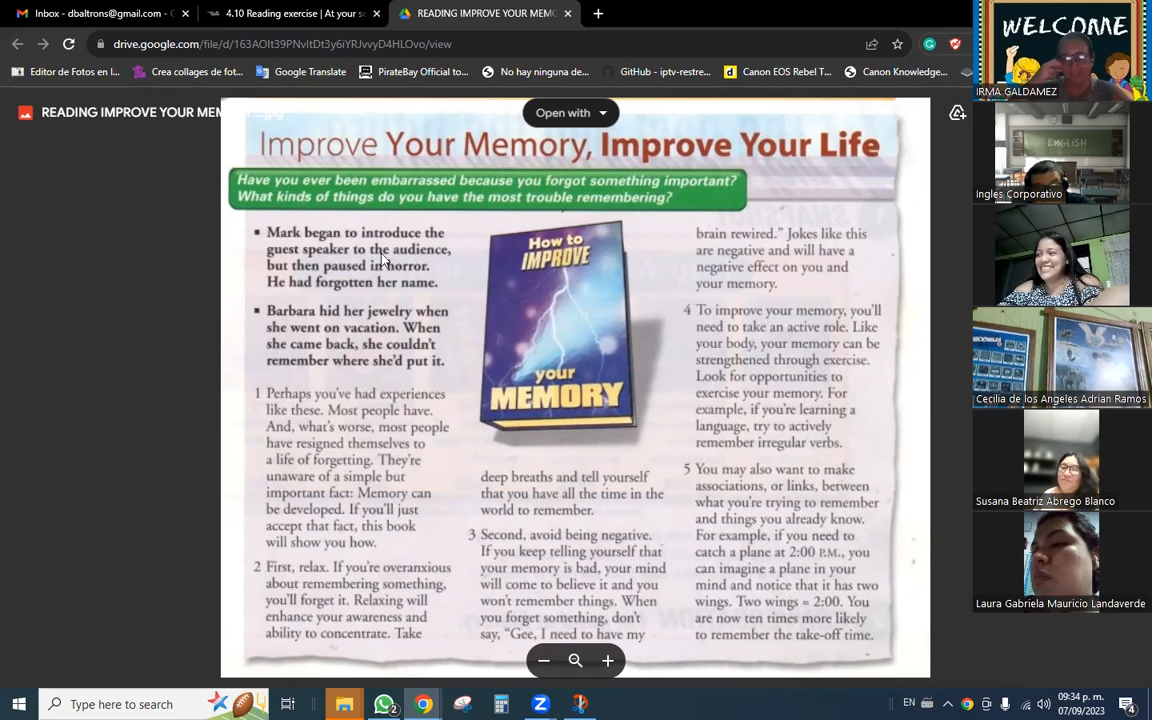 Inbox - dbaltrons@gmail.com -
4.10 Reading exercise | At your s
READING IMPROVE YOUR MEMO
drive.google.com/file/d/163AOIt39PNvItDt3y6iYRJvvyD4HLOvo/view
Editor de Fotos en l...
Crea collages de fot...
Google Translate
PirateBay Official to...
No hay ninguna de...
GitHub - iptv-restre...
Canon EOS Rebel T...
Canon Knowledge...
READING IMPROVE YOUR MEM
Open with
Improve Your Memory, Improve Your Life
Have you ever been embarrassed because you forgot something important?
What kinds of things do you have the most trouble remembering?
▪ Mark began to introduce the
guest speaker to the audience,
but then paused in horror.
He had forgotten her name.
▪ Barbara hid her jewelry when
she went on vacation. When
she came back, she couldn't
remember where she'd put it.
1 Perhaps you've had experiences
like these. Most people have.
And, what's worse, most people
have resigned themselves to
a life of forgetting. They're
unaware of a simple but
important fact: Memory can
be developed. If you'll just
accept that fact, this book
will show you how.
2 First, relax. If you're overanxious
about remembering something,
you'll forget it. Relaxing will
enhance your awareness and
ability to concentrate. Take
How to
IMPROVE
your
MEMORY
deep breaths and tell yourself
that you have all the time in the
world to remember.
3 Second, avoid being negative.
If you keep telling yourself that
your memory is bad, your mind
will come to believe it and you
won't remember things. When
you forget something, don't
say, "Gee, I need to have my
brain rewired." Jokes like this
are negative and will have a
negative effect on you and
your memory.
4 To improve your memory, you'll
need to take an active role. Like
your body, your memory can be
strengthened through exercise.
Look for opportunities to
exercise your memory. For
example, if you're learning a
language, try to actively
remember irregular verbs.
5 You may also want to make
associations, or links, between
what you're trying to remember
and things you already know.
For example, if you need to
catch a plane at 2:00 P.M., you
can imagine a plane in your
mind and notice that it has two
wings. Two wings = 2:00. You
are now ten times more likely
to remember the take-off time.
WELCOME
IRMA GALDAMEZ
ENGLISH
Ingles Corporativo
Cecilia de los Angeles Adrian Ramos
Susana Beatriz Abrego Blanco
Laura Gabriela Mauricio Landaverde
Type here to search
2
EN
09:34 p. m.
07/09/2023
4